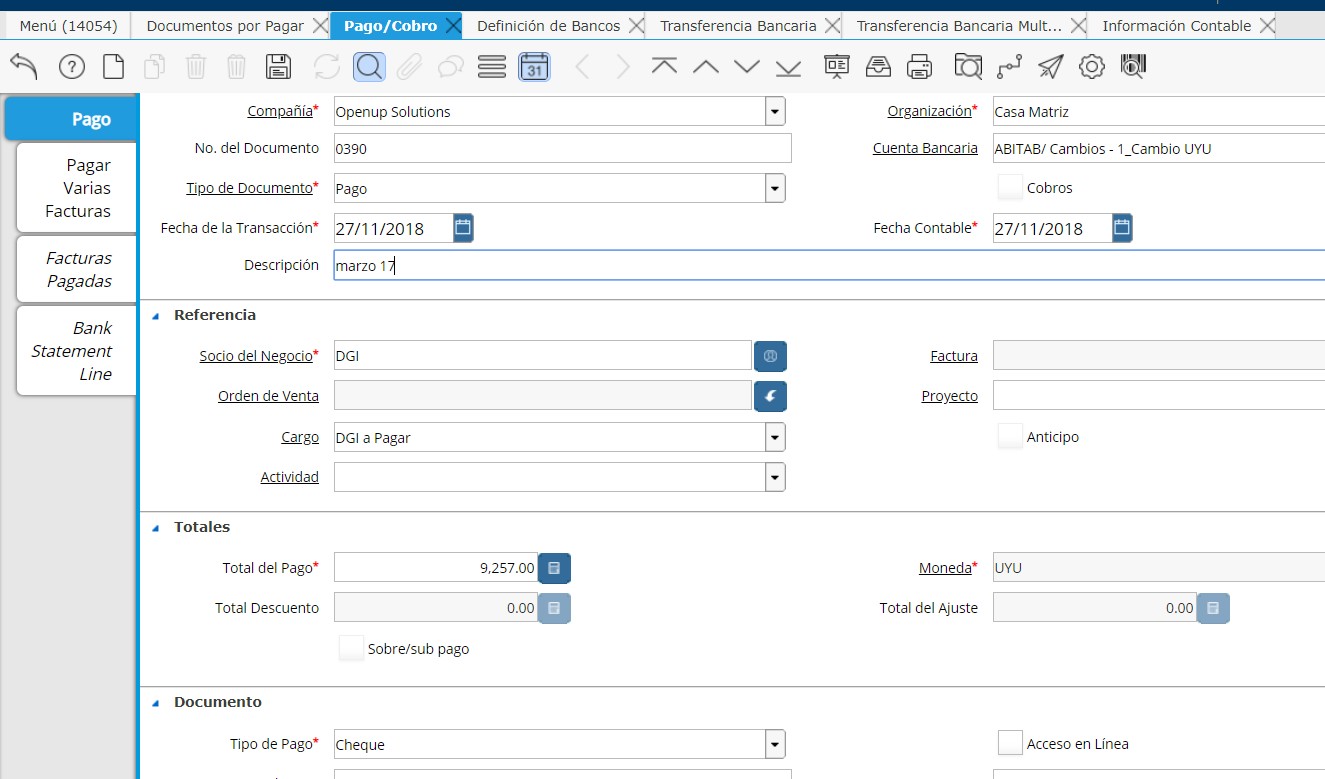 Menú (14054) Documentos por Pagar Pago/Cobro Definición de Bancos Transferencia Bancaria Transferencia Bancaria Mult... Información Contable
31
Pago
Pagar
Varias
Facturas
Facturas
Pagadas
Bank
Statement
Line
Compañía* Openup Solutions Organización* Casa Matriz
No. del Documento 0390 Cuenta Bancaria ABITAB/ Cambios - 1_Cambio UYU
Tipo de Documento* Pago Cobros
Fecha de la Transacción* 27/11/2018 Fecha Contable* 27/11/2018
Descripción marzo 17
Referencia
Socio del Negocio* DGI Factura
Orden de Venta Proyecto
Cargo DGI a Pagar Anticipo
Actividad
Totales
Total del Pago* 9,257.00 Moneda* UYU
Total Descuento 0.00 Total del Ajuste 0.00
Sobre/sub pago
Documento
Tipo de Pago* Cheque Acceso en Línea